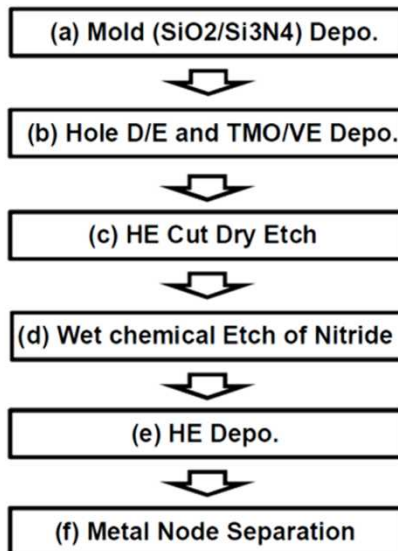 (a) Mold (SiO2/Si3N4) Depo.
(b) Hole D/E and TMO/VE Depo.
(c) HE Cut Dry Etch
(d) Wet chemical Etch of Nitride
(e) HE Depo.
(f) Metal Node Separation